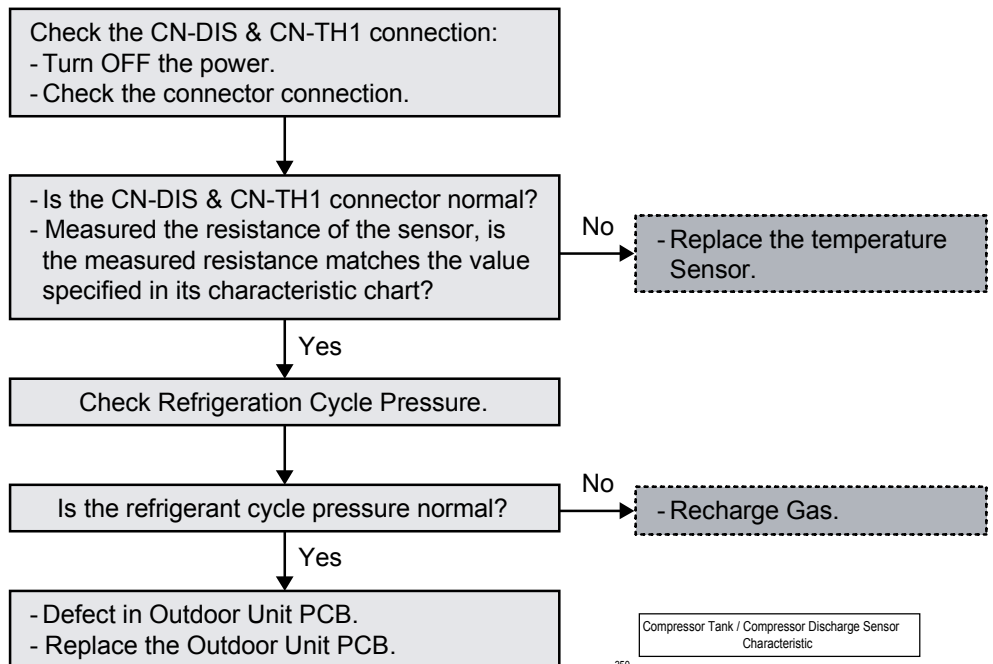 Check the CN-DIS & CN-TH1 connection:
- Turn OFF the power.
- Check the connector connection.
- Is the CN-DIS & CN-TH1 connector normal?
- Measured the resistance of the sensor, is
the measured resistance matches the value
specified in its characteristic chart?
No
- Replace the temperature
Sensor.
Yes
Check Refrigeration Cycle Pressure.
Is the refrigerant cycle pressure normal?
No
- Recharge Gas.
Yes
- Defect in Outdoor Unit PCB.
- Replace the Outdoor Unit PCB.
Compressor Tank / Compressor Discharge Sensor
Characteristic